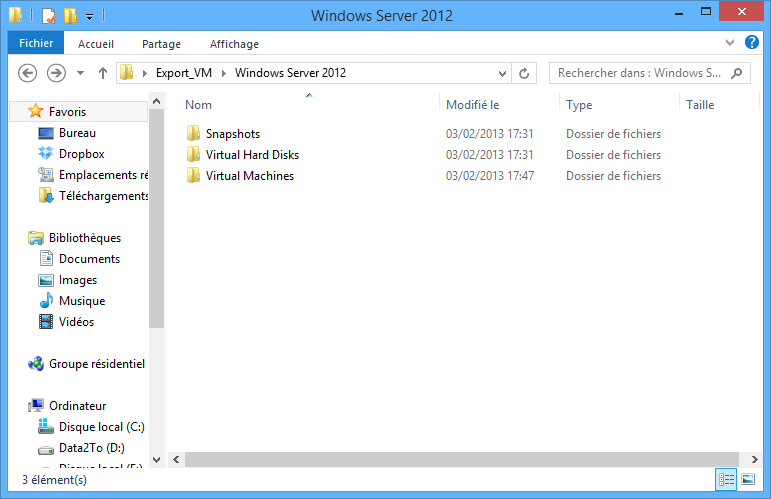 Windows Server 2012
Fichier Accueil Partage Affichage
Export_VM Windows Server 2012 Rechercher dans : Windows S...
Favoris
Bureau
Dropbox
Emplacements ré
Téléchargements
Bibliothèques
Documents
Images
Musique
Vidéos
Groupe résidentiel
Ordinateur
Disque local (C:)
Data2To (D:)
Nom Modifié le Type Taille
Snapshots 03/02/2013 17:31 Dossier de fichiers
Virtual Hard Disks 03/02/2013 17:31 Dossier de fichiers
Virtual Machines 03/02/2013 17:47 Dossier de fichiers
3 élément(s)